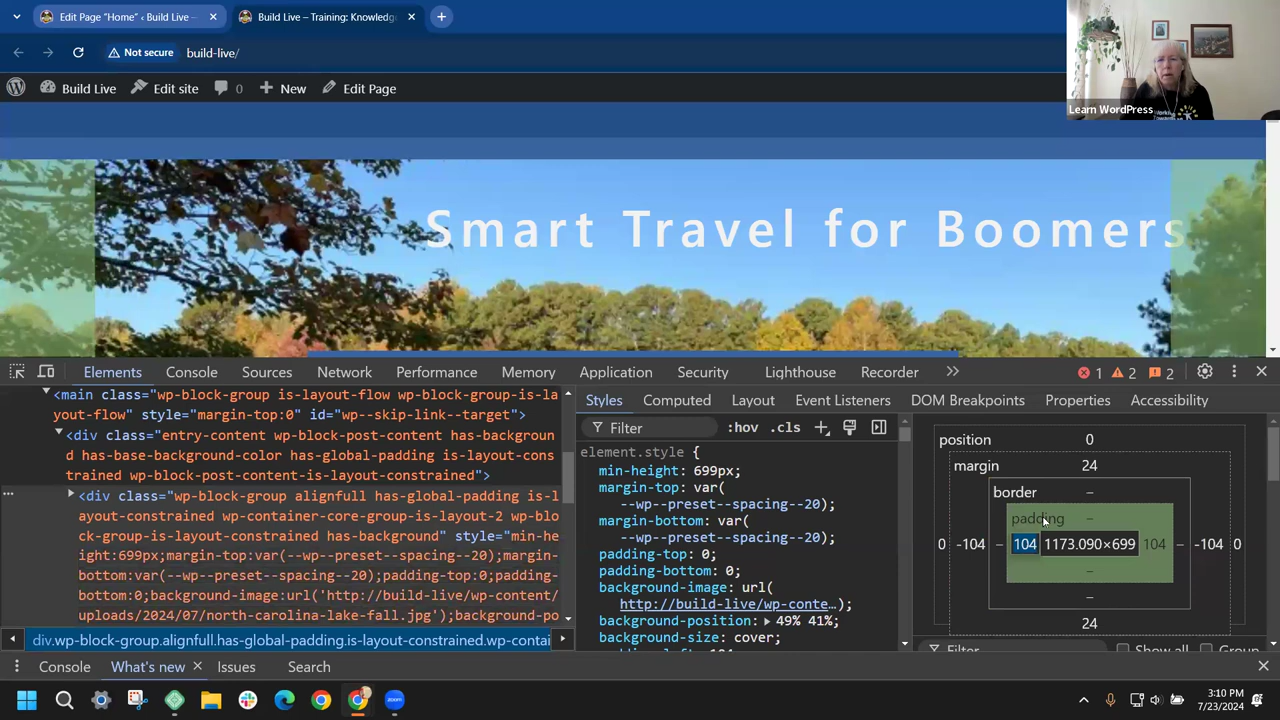 Edit Page "Home" ‹ Build Live –
Build Live – Training: Knowledg
Not secure
build-live/
Build Live
Edit site
0
New
Edit Page
Learn WordPress
Smart Travel for Boomers
Elements
Console
Sources
Network
Performance
Memory
Application
Security
Lighthouse
Recorder
1
2
2
<main class="wp-block-group is-layout-flow wp-block-group-is-la
yout-flow" style="margin-top:0" id="wp--skip-link--target">
<div class="entry-content wp-block-post-content has-backgroun
d has-base-background-color has-global-padding is-layout-cons
trained wp-block-post-content-is-layout-constrained">
<div class="wp-block-group alignfull has-global-padding is-l
ayout-constrained wp-container-core-group-is-layout-2 wp-blo
ck-group-is-layout-constrained has-background" style="min-he
ight:699px;margin-top:var(--wp--preset--spacing--20);margin-
bottom:var(--wp--preset--spacing--20);padding-top:0;padding-
bottom:0;background-image:url('http://build-live/wp-content/
uploads/2024/07/north-carolina-lake-fall.jpg');background-po
div.wp-block-group.alignfull.has-global-padding.is-layout-constrained.wp-contai
Styles
Computed
Layout
Event Listeners
DOM Breakpoints
Properties
Accessibility
Filter
:hov
.cls
element.style {
min-height: 699px;
margin-top: var(
--wp--preset--spacing--20);
margin-bottom: var(
--wp--preset--spacing--20);
padding-top: 0;
padding-bottom: 0;
background-image: url(
http://build-live/wp-conte…);
background-position: 49% 41%;
background-size: cover;
position
0
margin
24
border
–
padding
–
0
-104
–
104
1173.090×699
104
–
-104
0
–
–
24
Filter
Show all
Group
Console
What's new
Issues
Search
3:10 PM
7/23/2024